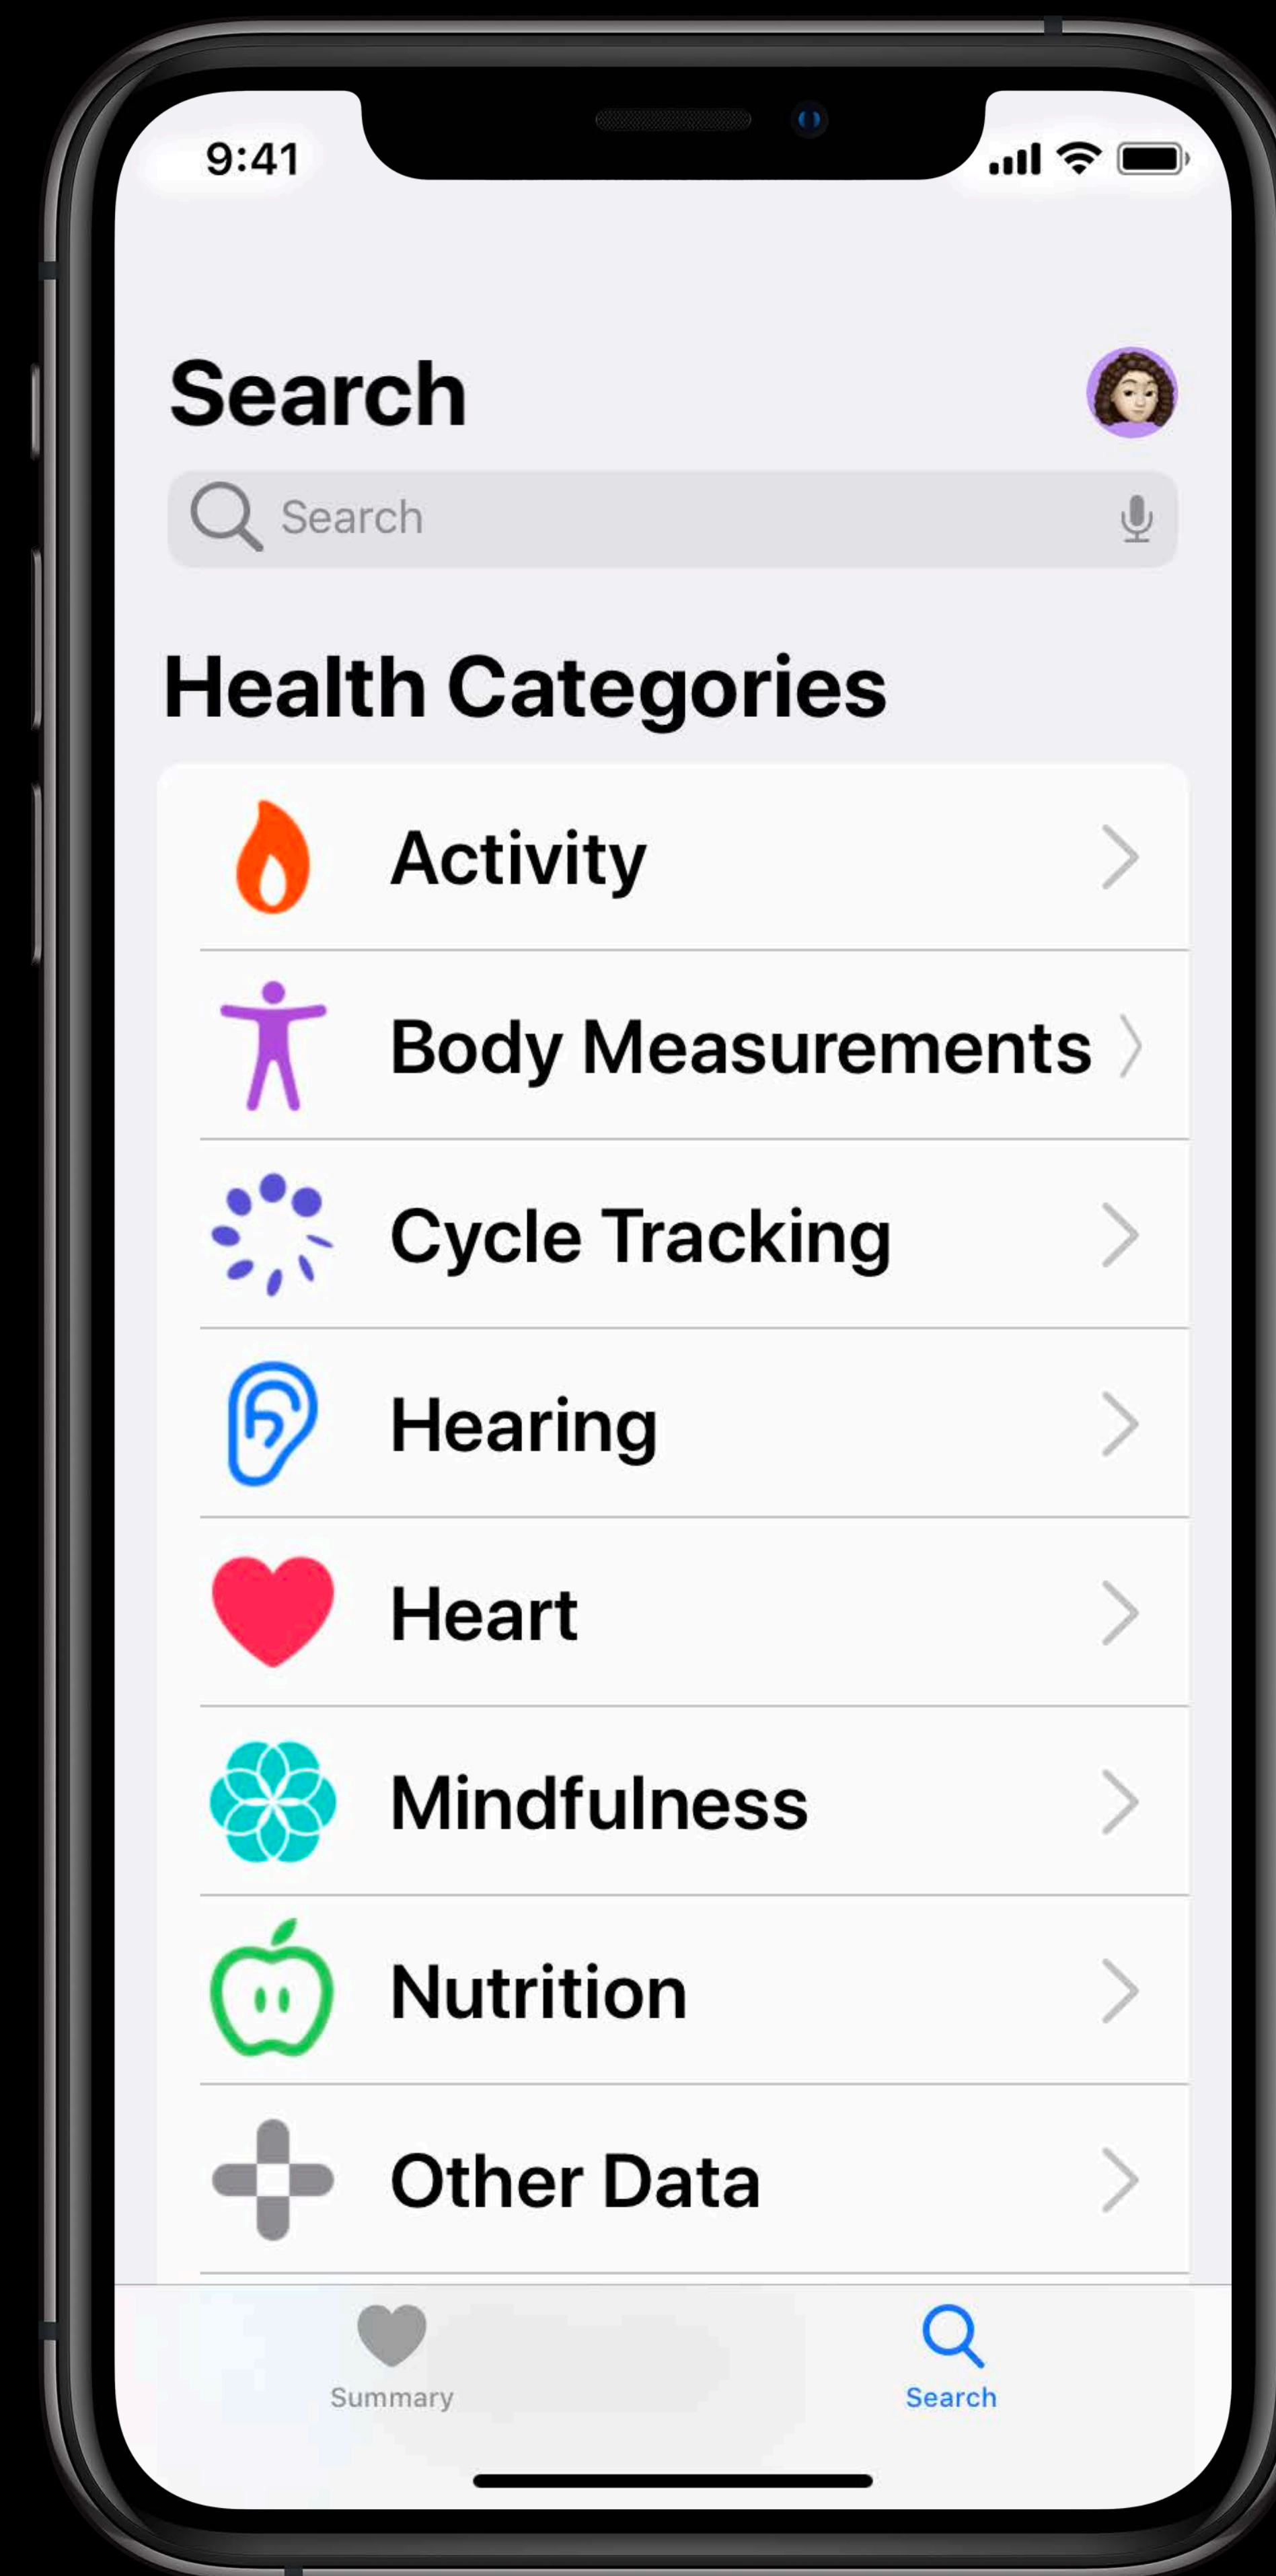 9:41
Search
Search
Health Categories
Activity
Body Measurements
Cycle Tracking
Hearing
Heart
Mindfulness
Nutrition
Other Data
Summary
Search